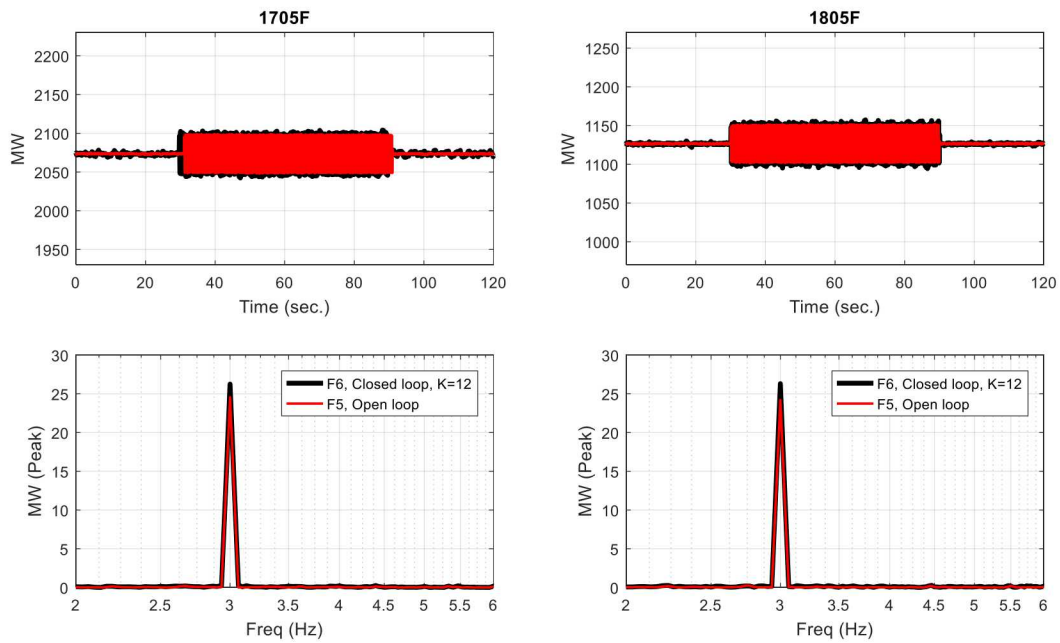 1705F
2200
2150
2100
2050
2000
1950
MW
0 20 40 60 80 100 120
Time (sec.)
1805F
1250
1200
1150
1100
1050
1000
MW
0 20 40 60 80 100 120
Time (sec.)
30
25
20
15
10
5
0
MW (Peak)
F6, Closed loop, K=12
F5, Open loop
2 2.5 3 3.5 4 4.5 5 5.5 6
Freq (Hz)
30
25
20
15
10
5
0
MW (Peak)
F6, Closed loop, K=12
F5, Open loop
2 2.5 3 3.5 4 4.5 5 5.5 6
Freq (Hz)